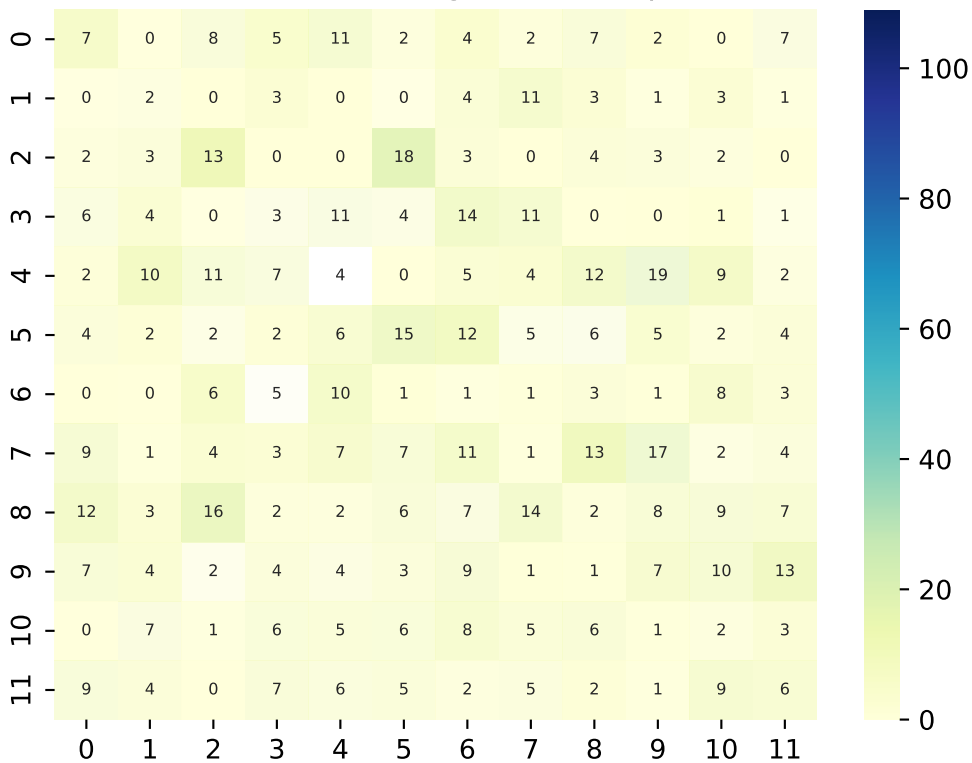 0 7 0 8 5 11 2 4 2 7 2 0 7
1 0 2 0 3 0 0 4 11 3 1 3 1
2 2 3 13 0 0 18 3 0 4 3 2 0
3 6 4 0 3 11 4 14 11 0 0 1 1
4 2 10 11 7 4 0 5 4 12 19 9 2
5 4 2 2 2 6 15 12 5 6 5 2 4
6 0 0 6 5 10 1 1 1 3 1 8 3
7 9 1 4 3 7 7 11 1 13 17 2 4
8 12 3 16 2 2 6 7 14 2 8 9 7
9 7 4 2 4 4 3 9 1 1 7 10 13
10 0 7 1 6 5 6 8 5 6 1 2 3
11 9 4 0 7 6 5 2 5 2 1 9 6
0 1 2 3 4 5 6 7 8 9 10 11
100
80
60
40
20
0